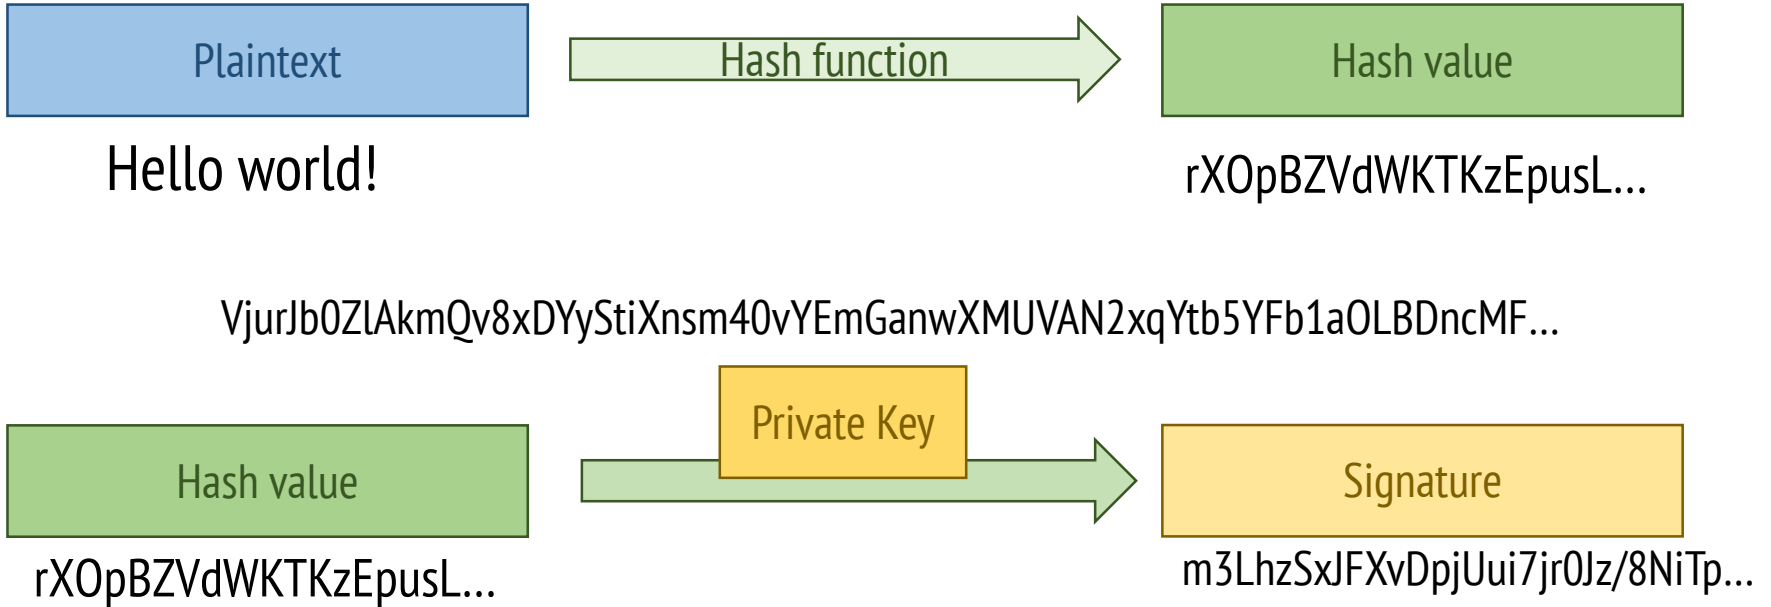 Plaintext
Hash function
Hash value
Hello world!
rXOpBZVdWKTKzEpusL...
VjurJb0ZlAkmQv8xDYyStiXnsm40vYEmGanwXMUVAN2xqYtb5YFb1aOLBDncMF...
Private Key
Hash value
Signature
rXOpBZVdWKTKzEpusL...
m3LhzSxJFXvDpjUui7jr0Jz/8NiTp...